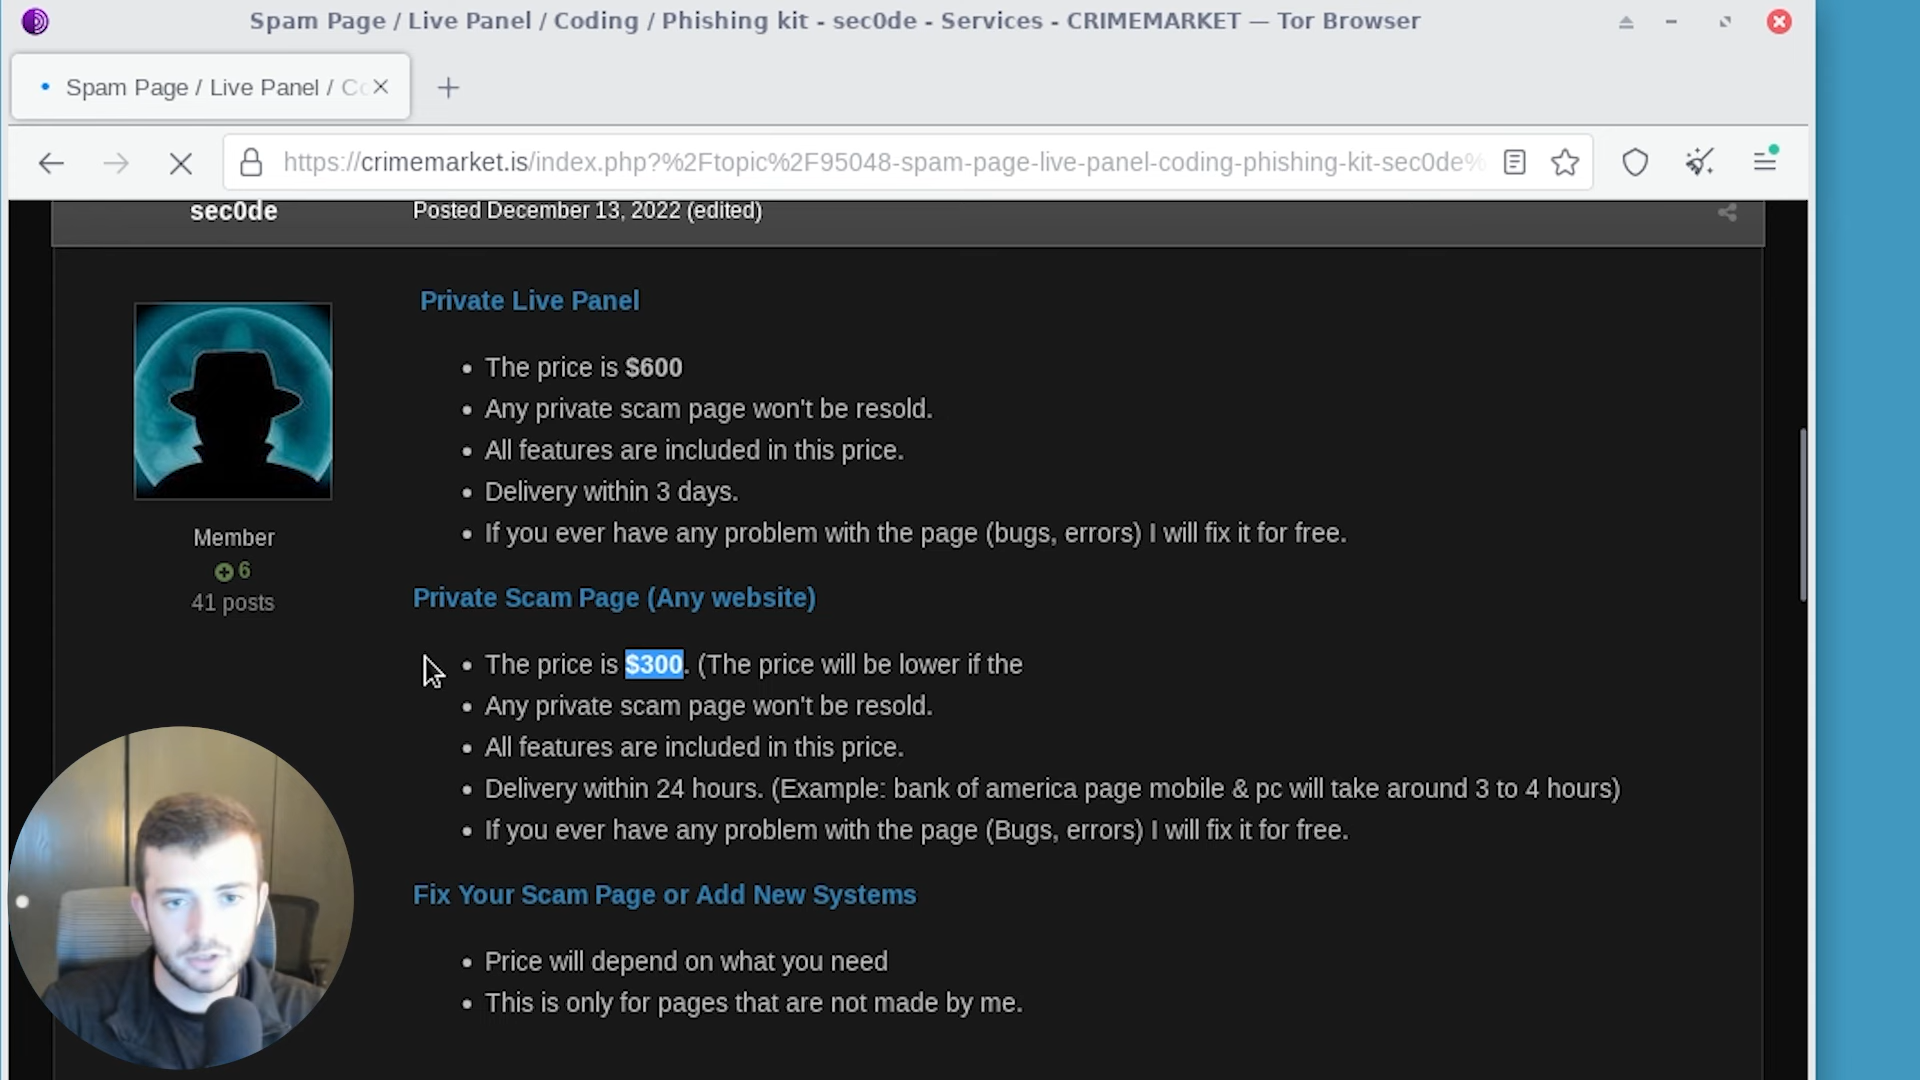 Spam Page / Live Panel / Coding / Phishing kit - sec0de - Services - CRIMEMARKET — Tor Browser
Spam Page / Live Panel / Co
https://crimemarket.is/index.php?%2Ftopic%2F95048-spam-page-live-panel-coding-phishing-kit-sec0de%
sec0de
Posted December 13, 2022 (edited)
Private Live Panel
• The price is $600
• Any private scam page won't be resold.
• All features are included in this price.
• Delivery within 3 days.
• If you ever have any problem with the page (bugs, errors) I will fix it for free.
Member
6
41 posts
Private Scam Page (Any website)
• The price is $300. (The price will be lower if the
• Any private scam page won't be resold.
• All features are included in this price.
• Delivery within 24 hours. (Example: bank of america page mobile & pc will take around 3 to 4 hours)
• If you ever have any problem with the page (Bugs, errors) I will fix it for free.
Fix Your Scam Page or Add New Systems
• Price will depend on what you need
• This is only for pages that are not made by me.